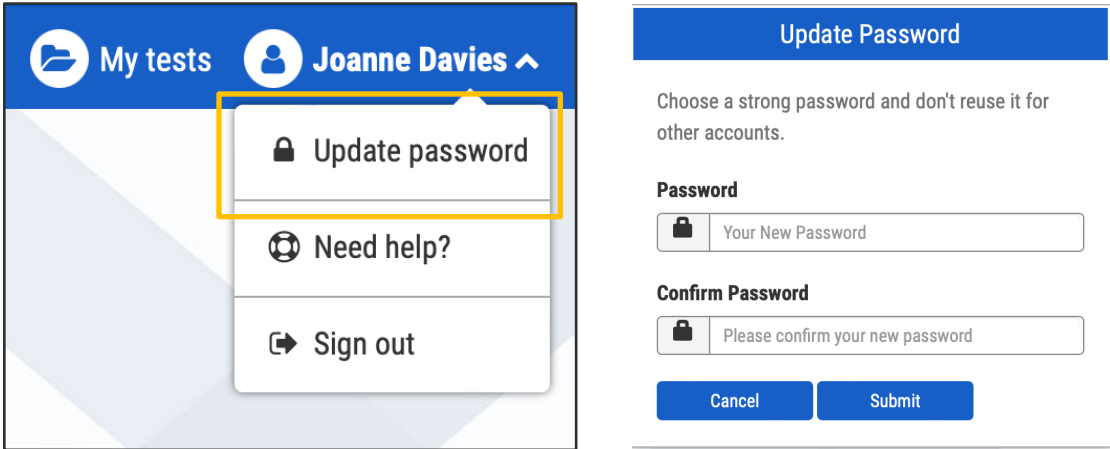 My tests
Joanne Davies
Update password
Need help?
Sign out
Update Password
Choose a strong password and don't reuse it for
other accounts.
Password
Your New Password
Confirm Password
Please confirm your new password
Cancel
Submit